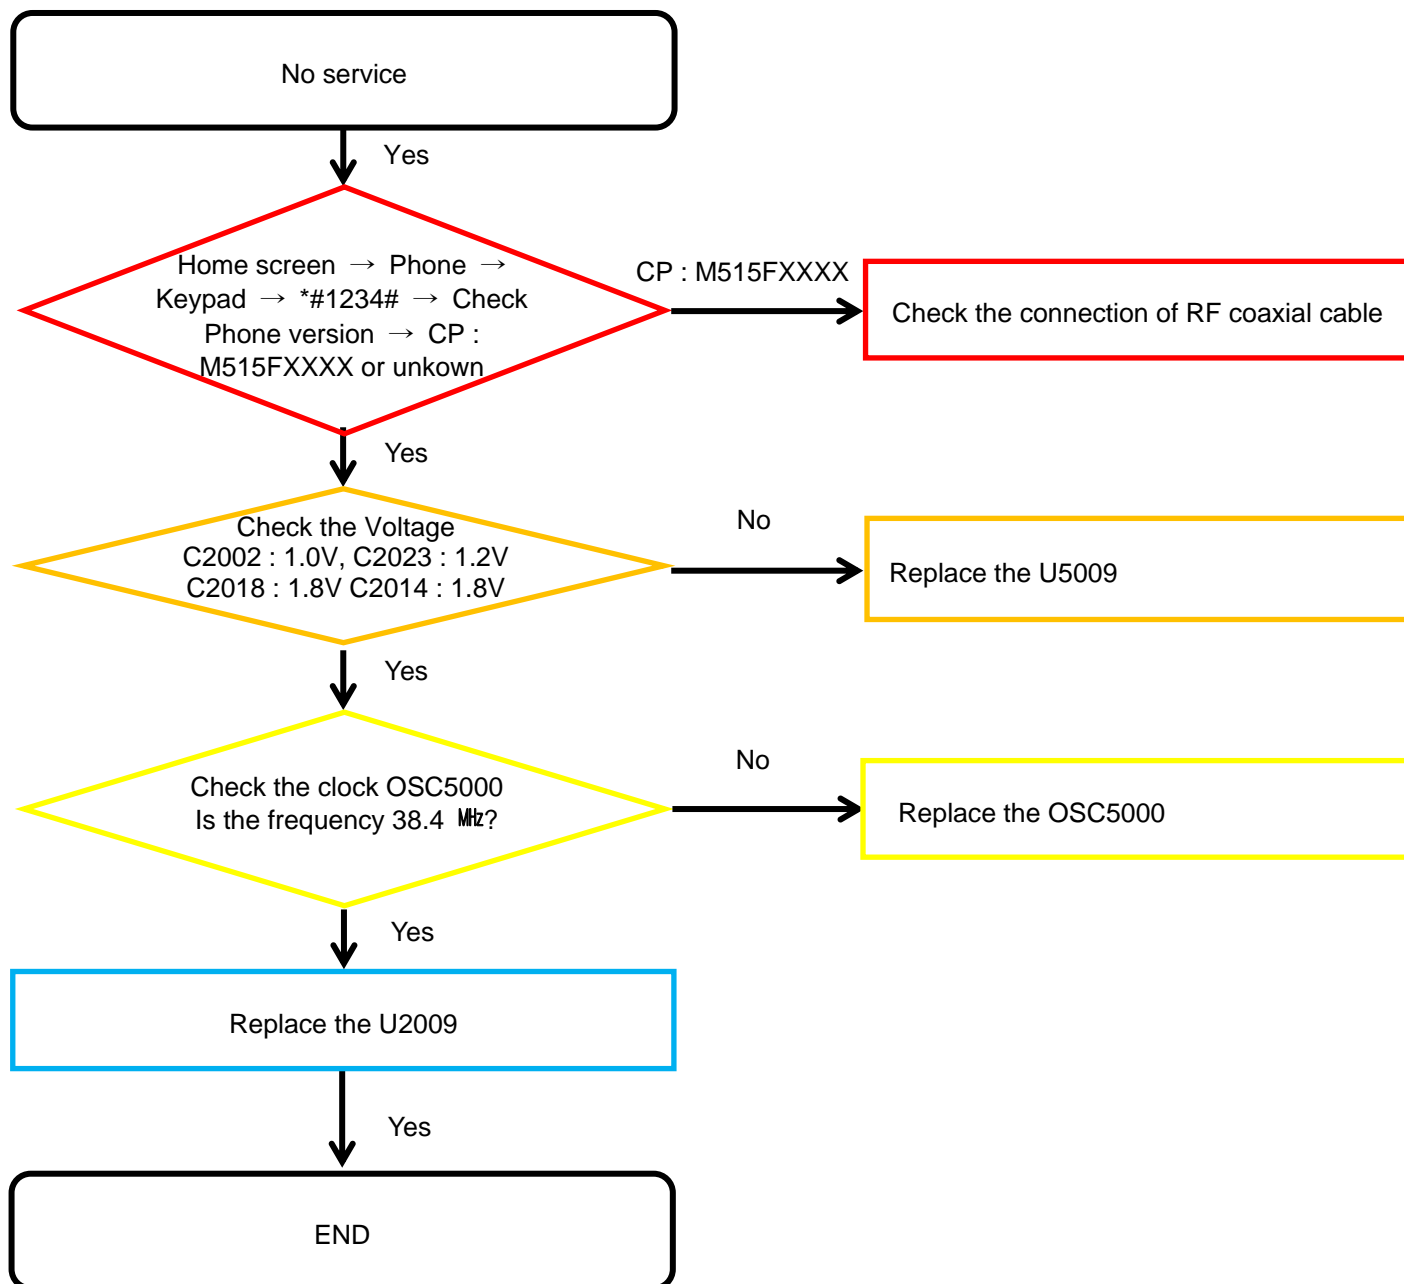 No service
Yes
Home screen → Phone →
Keypad → *#1234# → Check
Phone version → CP :
M515FXXXX or unkown
CP : M515FXXXX
Check the connection of RF coaxial cable
Yes
Check the Voltage
C2002 : 1.0V, C2023 : 1.2V
C2018 : 1.8V C2014 : 1.8V
No
Replace the U5009
Yes
Check the clock OSC5000
Is the frequency 38.4 ㎒?
No
Replace the OSC5000
Yes
Replace the U2009
Yes
END